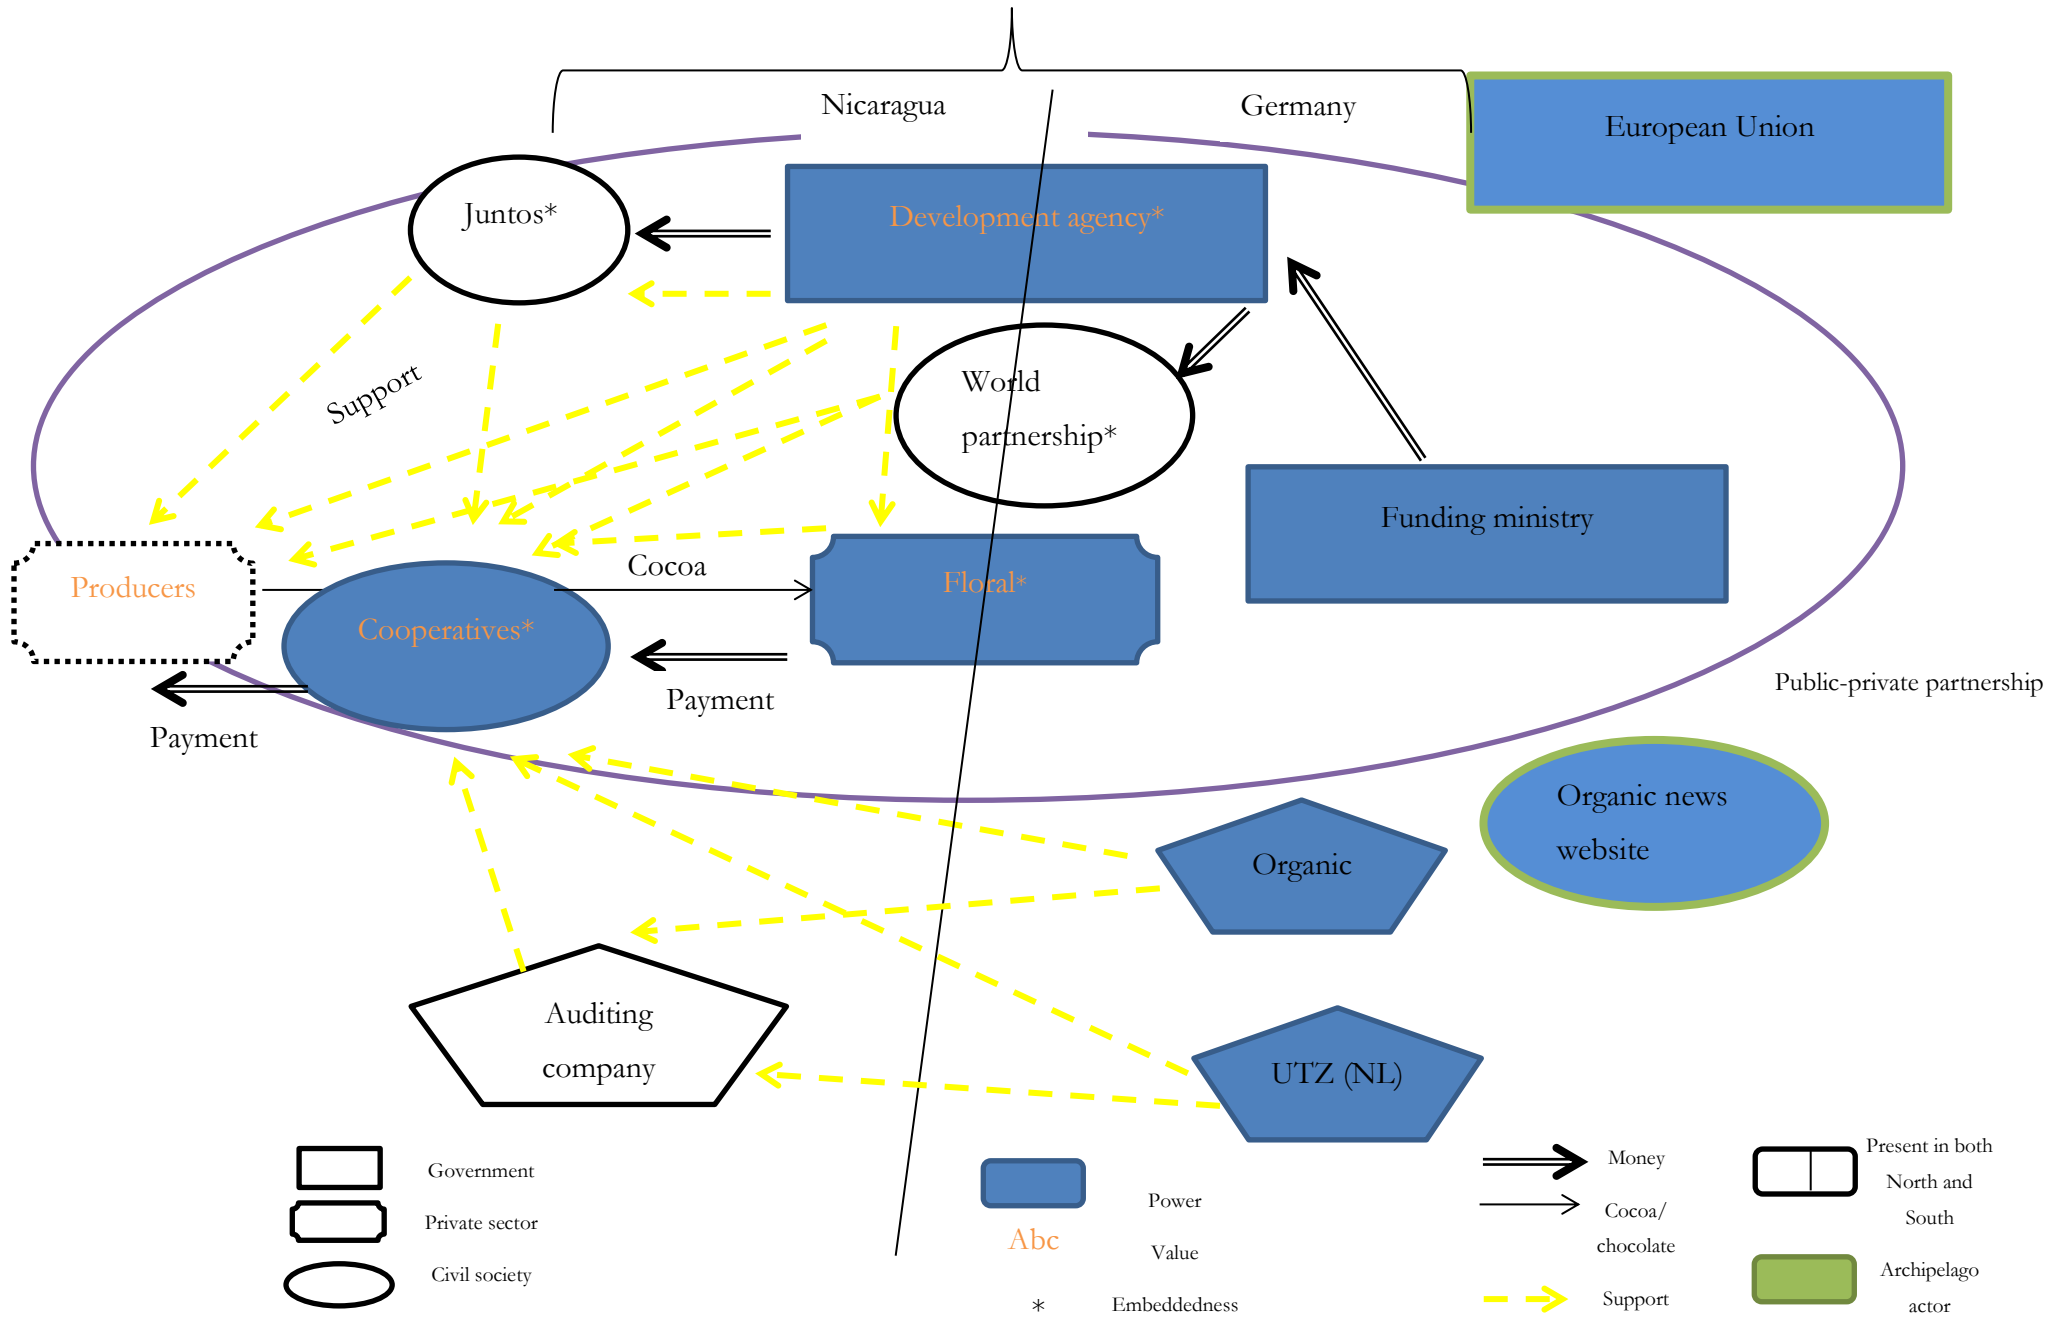 Nicaragua
Germany
European Union
Juntos*
Development agency*
Support
World
partnership*
Funding ministry
Cocoa
Producers
Floral*
Cooperatives*
Payment
Payment
Public-private partnership
Organic news
website
Organic
Auditing
company
UTZ (NL)
Government
Private sector
Civil society
Power
Abc
Value
* Embeddedness
Money
Cocoa/
chocolate
Support
Present in both
North and
South
Archipelago
actor